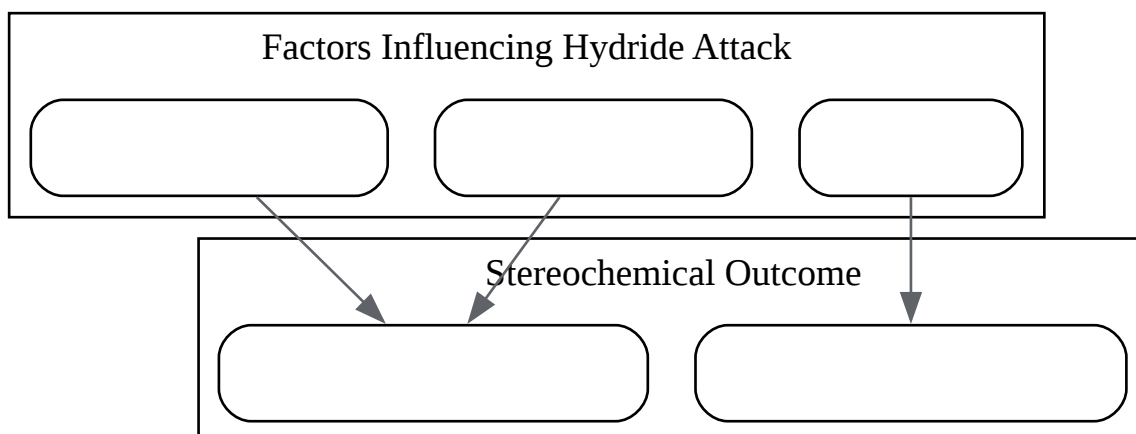 Factors Influencing Hydride Attack
Stereochemical Outcome